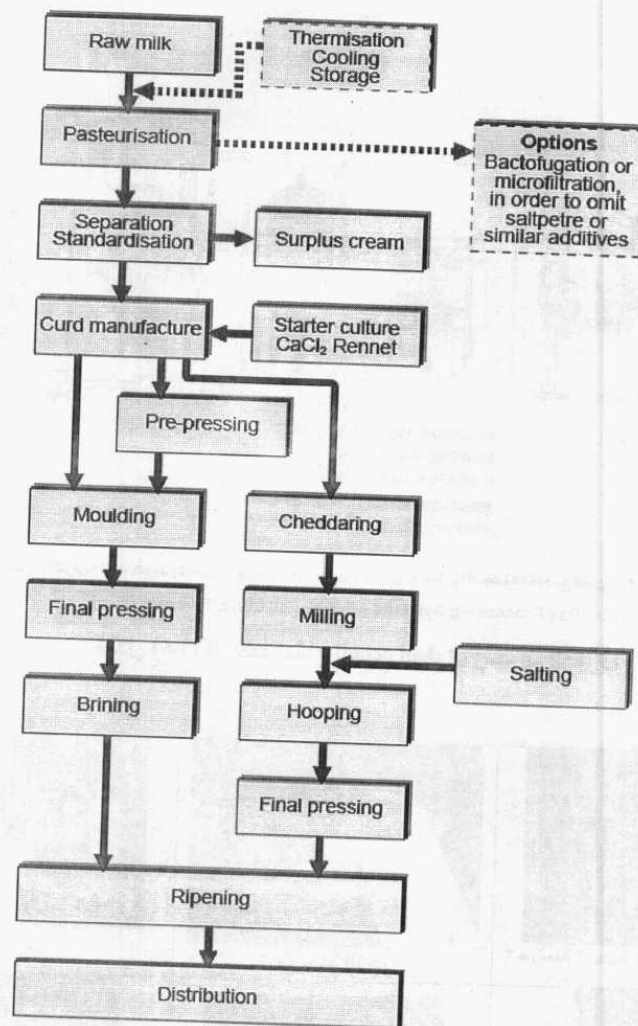 Raw milk
Thermisation
Cooling
Storage
Pasteurisation
Options
Bactofugation or
microfiltration,
in order to omit
saltpetre or
similar additives
Separation
Standardisation
Surplus cream
Curd manufacture
Starter culture
CaCl₂ Rennet
Pre-pressing
Moulding
Cheddaring
Final pressing
Milling
Salting
Brining
Hooping
Final pressing
Ripening
Distribution